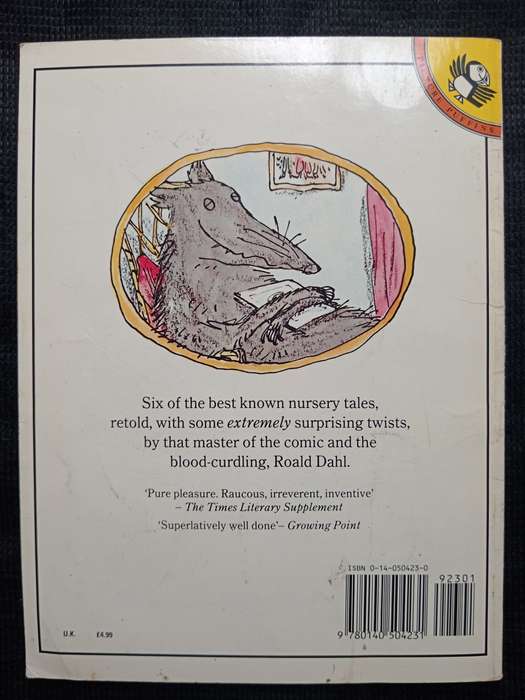 PICTURE PUFFINS
Six of the best known nursery tales,
retold, with some extremely surprising twists,
by that master of the comic and the
blood-curdling, Roald Dahl.
‘Pure pleasure. Raucous, irreverent, inventive’
– The Times Literary Supplement
‘Superlatively well done’– Growing Point
ISBN 0-14-050423-0
92301
9 780140 504231
U.K. £4.99